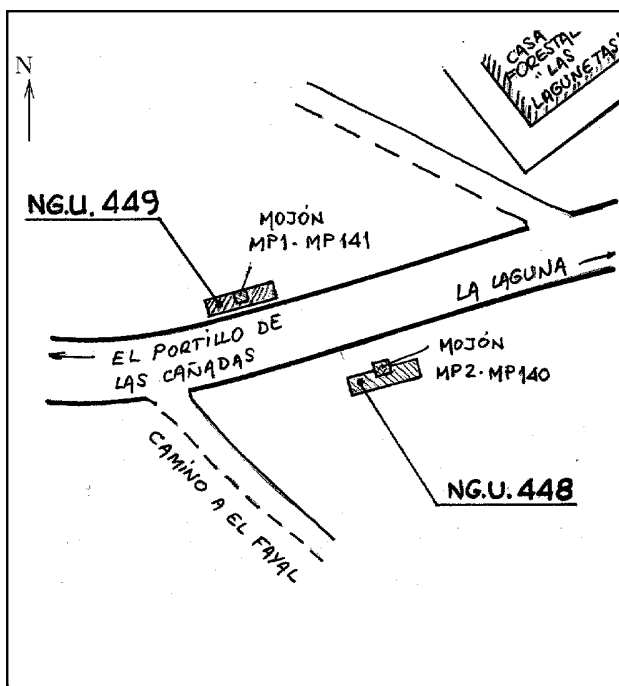 N
CASA
FORESTAL
"LAS
LAGUNETAS"
NG.U. 449
MOJÓN
MP1-MP141
LA LAGUNA
EL PORTILLO DE
LAS CAÑADAS
MOJÓN
MP2-MP140
NG.U. 448
CAMINO A EL FAYAL